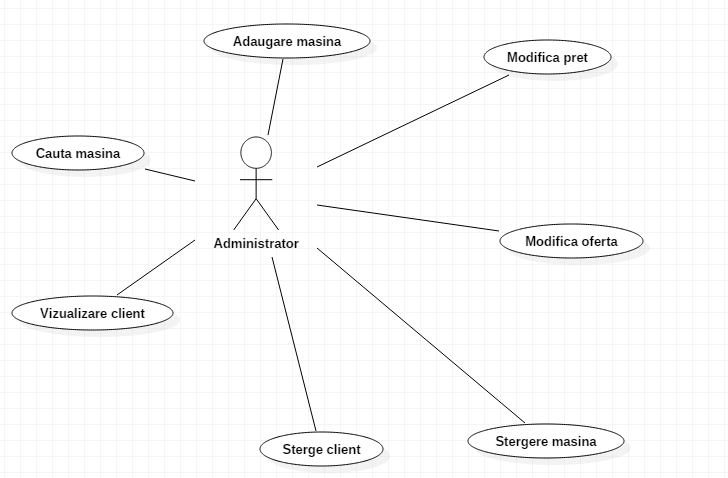 Adaugare masina
Modifica pret
Cauta masina
Administrator
Modifica oferta
Vizualizare client
Sterge client
Stergere masina